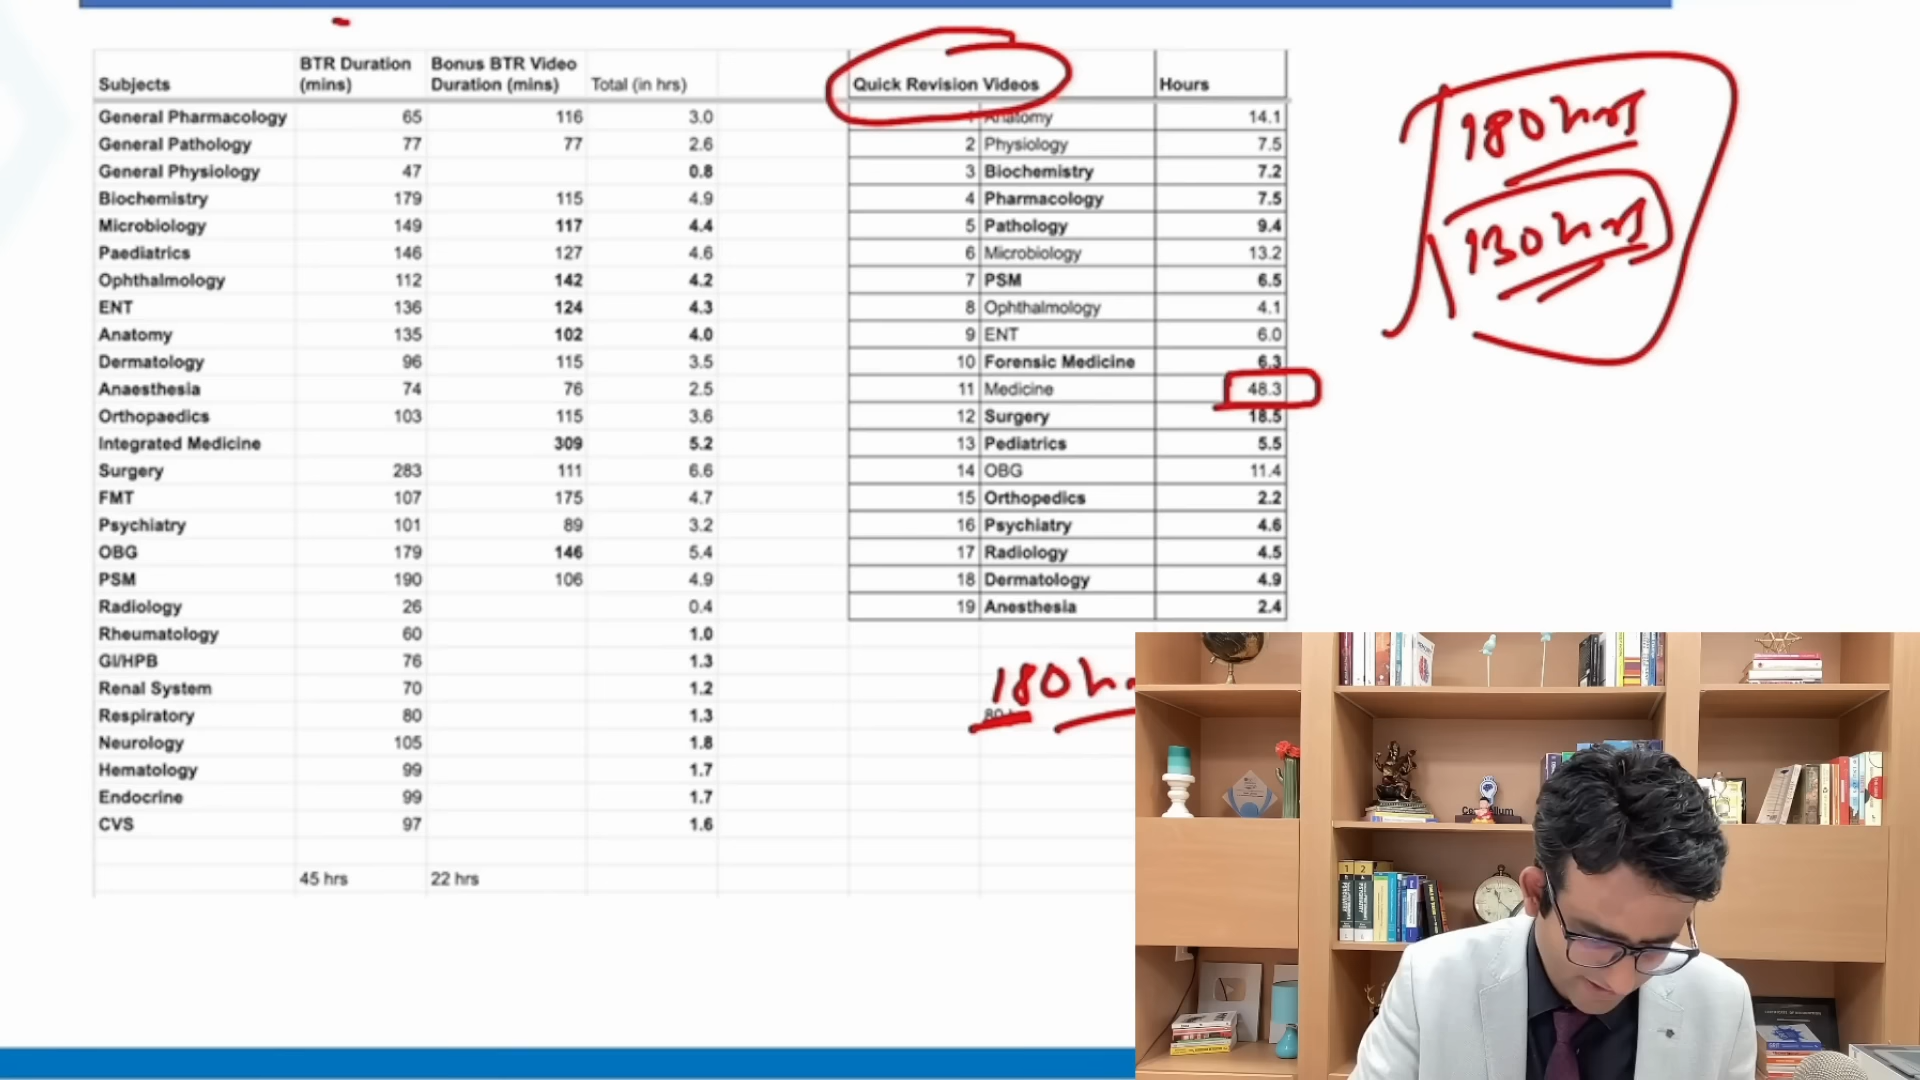 Subjects BTR Duration (mins) Bonus BTR Video Duration (mins) Total (in hrs)
General Pharmacology 65 116 3.0
General Pathology 77 77 2.6
General Physiology 47 0.8
Biochemistry 179 115 4.9
Microbiology 149 117 4.4
Paediatrics 146 127 4.6
Ophthalmology 112 142 4.2
ENT 136 124 4.3
Anatomy 135 102 4.0
Dermatology 96 115 3.5
Anaesthesia 74 76 2.5
Orthopaedics 103 115 3.6
Integrated Medicine 309 5.2
Surgery 283 111 6.6
FMT 107 175 4.7
Psychiatry 101 89 3.2
OBG 179 146 5.4
PSM 190 106 4.9
Radiology 26 0.4
Rheumatology 60 1.0
GI/HPB 76 1.3
Renal System 70 1.2
Respiratory 80 1.3
Neurology 105 1.8
Hematology 99 1.7
Endocrine 99 1.7
CVS 97 1.6
45 hrs 22 hrs
Quick Revision Videos Hours
1 Anatomy 14.1
2 Physiology 7.5
3 Biochemistry 7.2
4 Pharmacology 7.5
5 Pathology 9.4
6 Microbiology 13.2
7 PSM 6.5
8 Ophthalmology 4.1
9 ENT 6.0
10 Forensic Medicine 6.3
11 Medicine 48.3
12 Surgery 18.5
13 Pediatrics 5.5
14 OBG 11.4
15 Orthopedics 2.2
16 Psychiatry 4.6
17 Radiology 4.5
18 Dermatology 4.9
19 Anesthesia 2.4
180 h
180 hrs
130 hrs